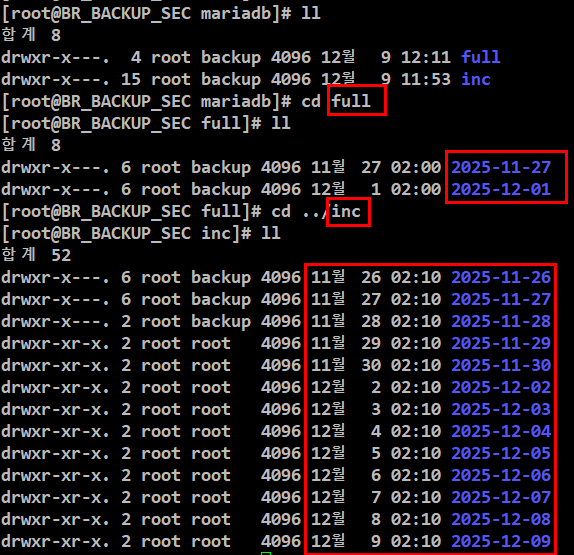 [root@BR_BACKUP_SEC mariadb]# ll
합계 8
drwxr-x---.  4 root backup 4096 12월   9 12:11 full
drwxr-x---. 15 root backup 4096 12월   9 11:53 inc
[root@BR_BACKUP_SEC mariadb]# cd full
[root@BR_BACKUP_SEC full]# ll
합계 8
drwxr-x---. 6 root backup 4096 11월  27 02:00 2025-11-27
drwxr-x---. 6 root backup 4096 12월   1 02:00 2025-12-01
[root@BR_BACKUP_SEC full]# cd ../inc
[root@BR_BACKUP_SEC inc]# ll
합계 52
drwxr-x---. 6 root backup 4096 11월  26 02:10 2025-11-26
drwxr-x---. 6 root backup 4096 11월  27 02:10 2025-11-27
drwxr-x---. 2 root backup 4096 11월  28 02:10 2025-11-28
drwxr-xr-x. 2 root root   4096 11월  29 02:10 2025-11-29
drwxr-xr-x. 2 root root   4096 11월  30 02:10 2025-11-30
drwxr-xr-x. 2 root root   4096 12월   2 02:10 2025-12-02
drwxr-xr-x. 2 root root   4096 12월   3 02:10 2025-12-03
drwxr-xr-x. 2 root root   4096 12월   4 02:10 2025-12-04
drwxr-xr-x. 2 root root   4096 12월   5 02:10 2025-12-05
drwxr-xr-x. 2 root root   4096 12월   6 02:10 2025-12-06
drwxr-xr-x. 2 root root   4096 12월   7 02:10 2025-12-07
drwxr-xr-x. 2 root root   4096 12월   8 02:10 2025-12-08
drwxr-xr-x. 2 root root   4096 12월   9 02:10 2025-12-09